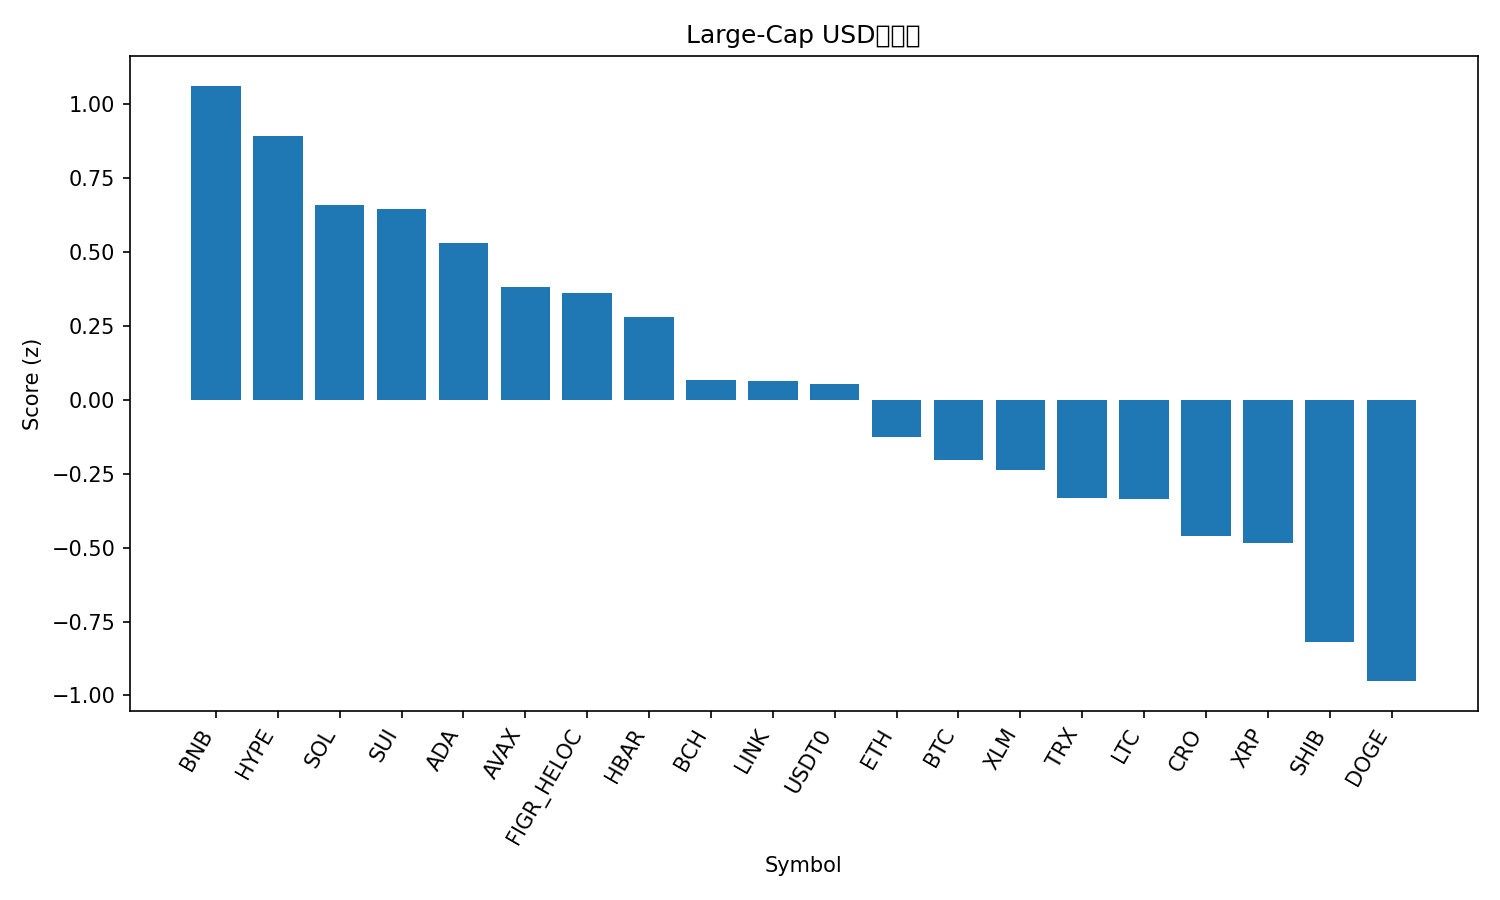 Large-Cap USD
1.00
0.75
0.50
0.25
0.00
−0.25
−0.50
−0.75
−1.00
Score (z)
BNB
HYPE
SOL
SUI
ADA
AVAX
FIGR_HELOC
HBAR
BCH
LINK
USDT0
ETH
BTC
XLM
TRX
LTC
CRO
XRP
SHIB
DOGE
Symbol